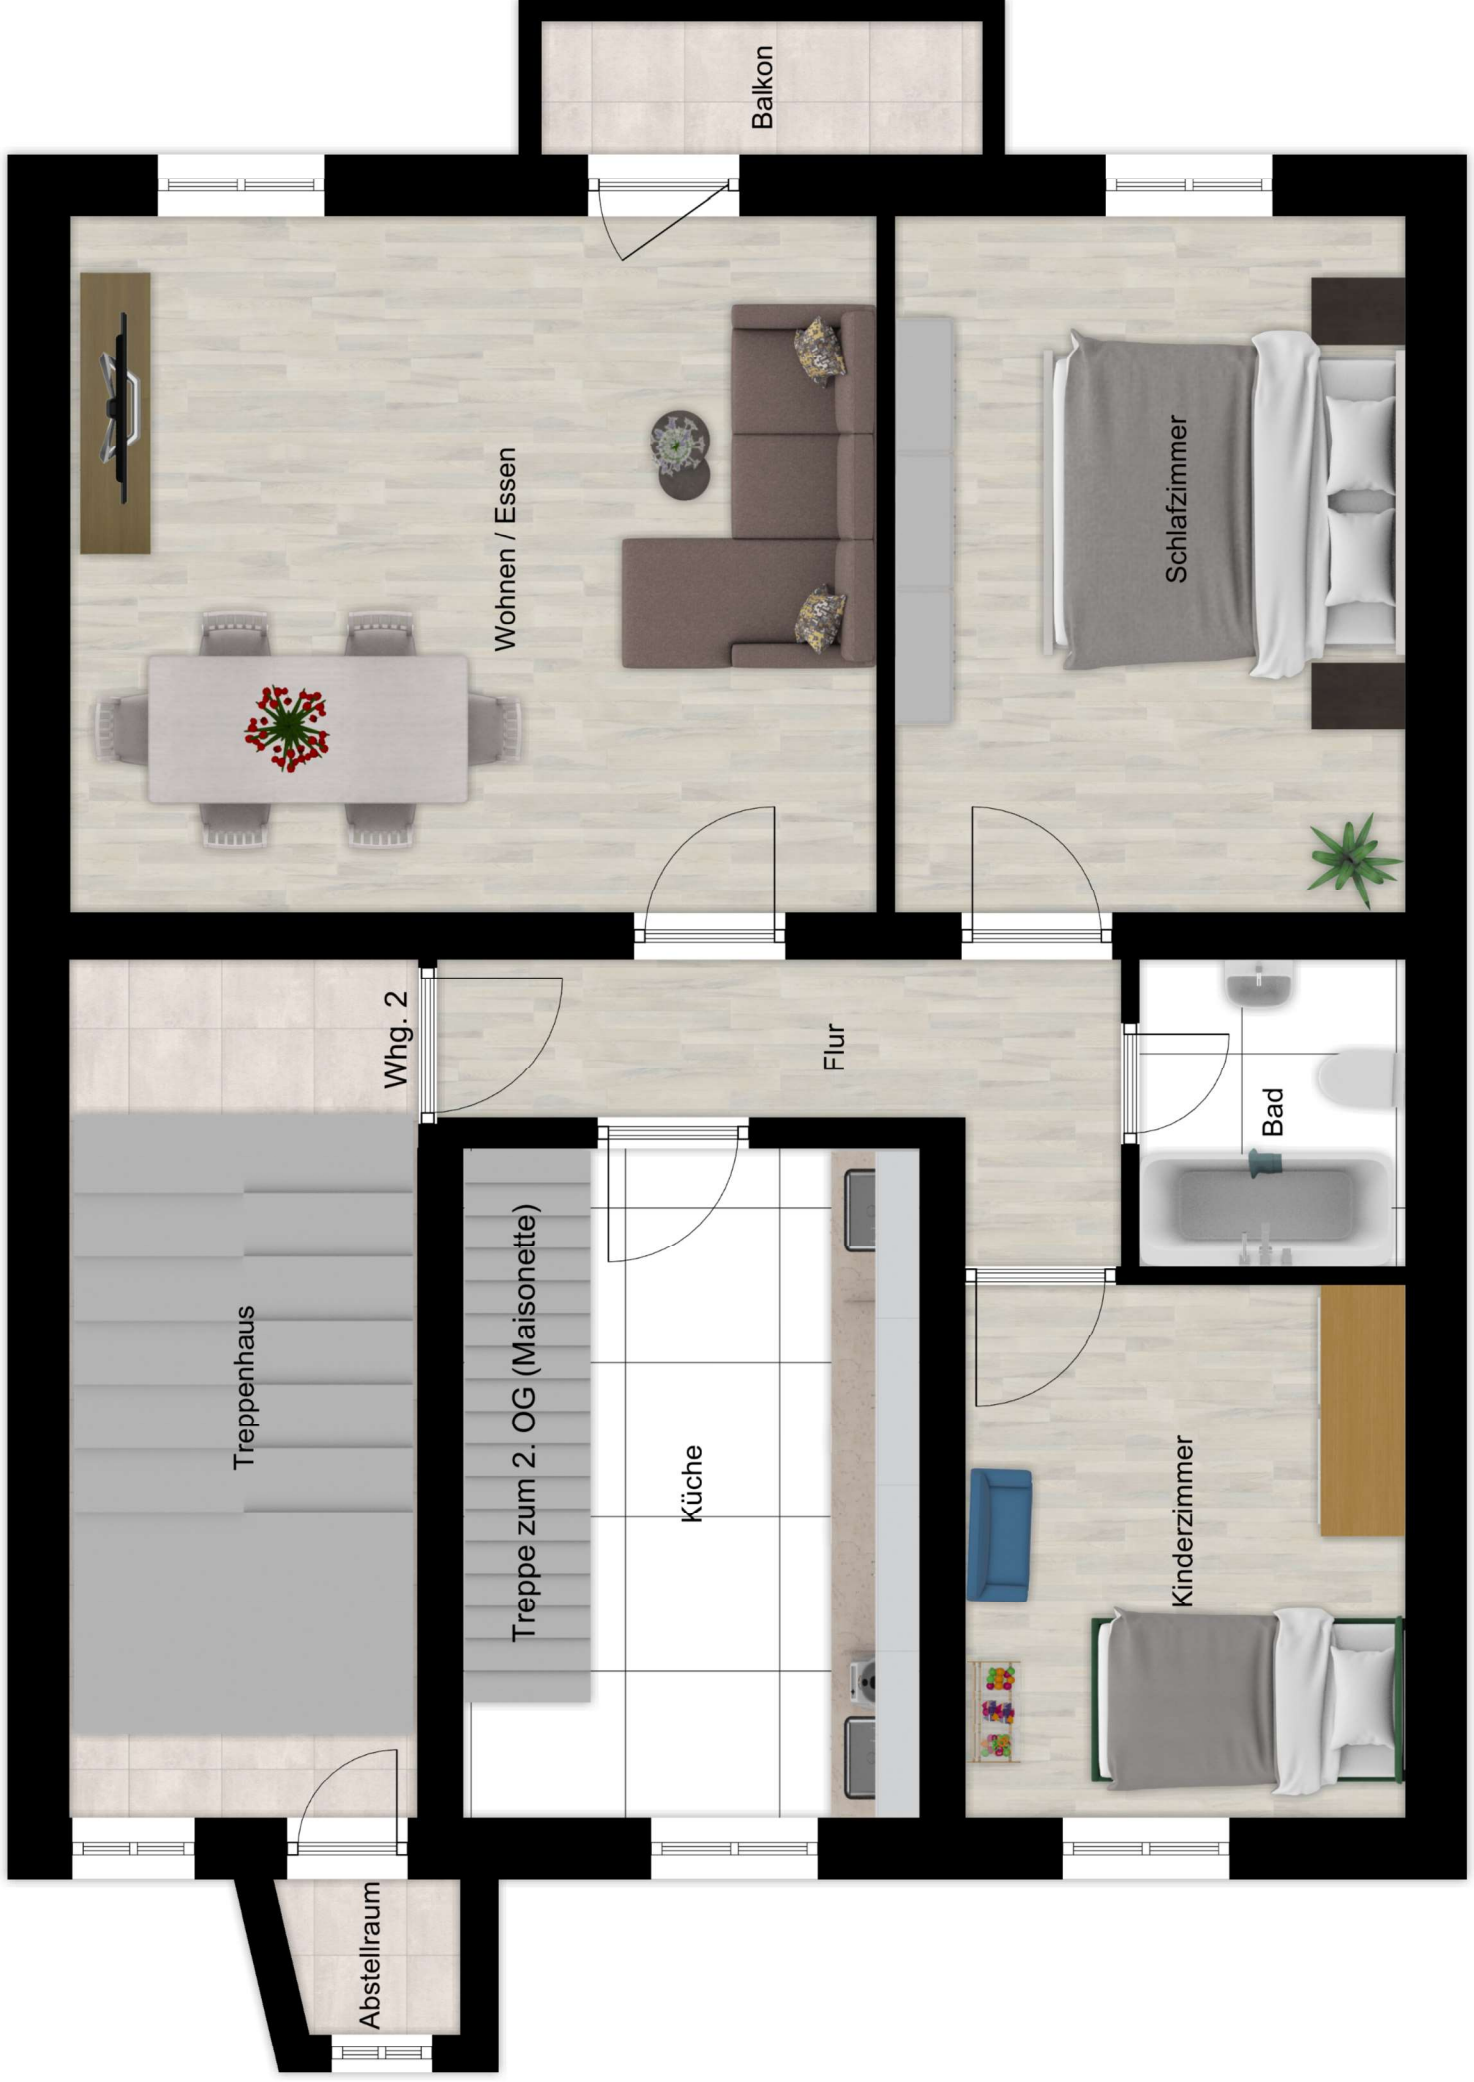 Balkon
Wohnen / Essen
Schlafzimmer
Whg. 2
Flur
Bad
Treppenhaus
Treppe zum 2. OG (Maisonette)
Küche
Kinderzimmer
Abstellraum